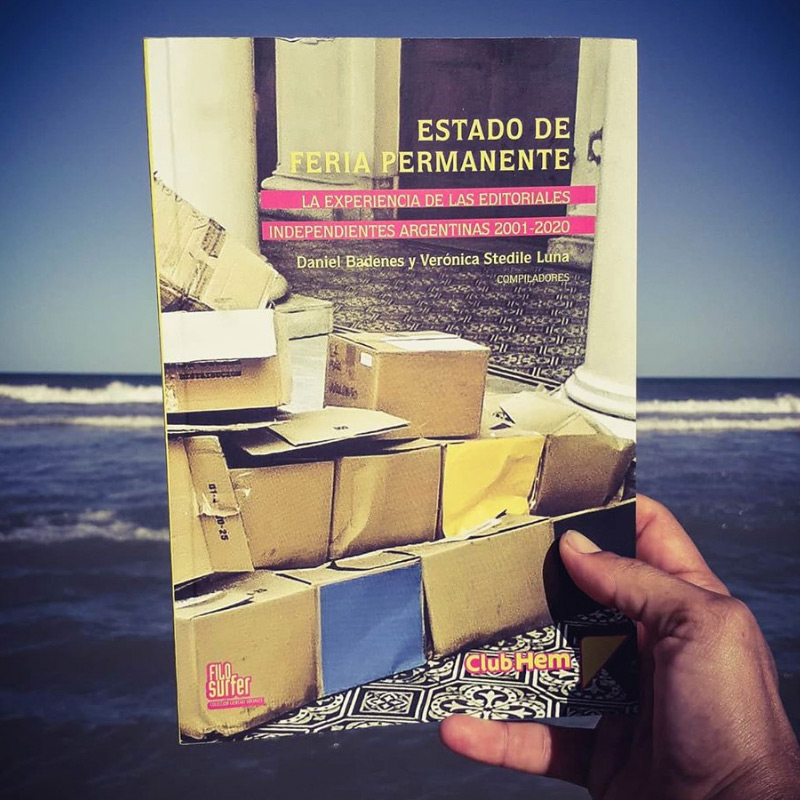 ESTADO DE
FERIA PERMANENTE
LA EXPERIENCIA DE LAS EDITORIALES
INDEPENDIENTES ARGENTINAS 2001-2020
Daniel Badenes y Verónica Stedile Luna
COMPILADORES
FILO
SURFER
Club Hem